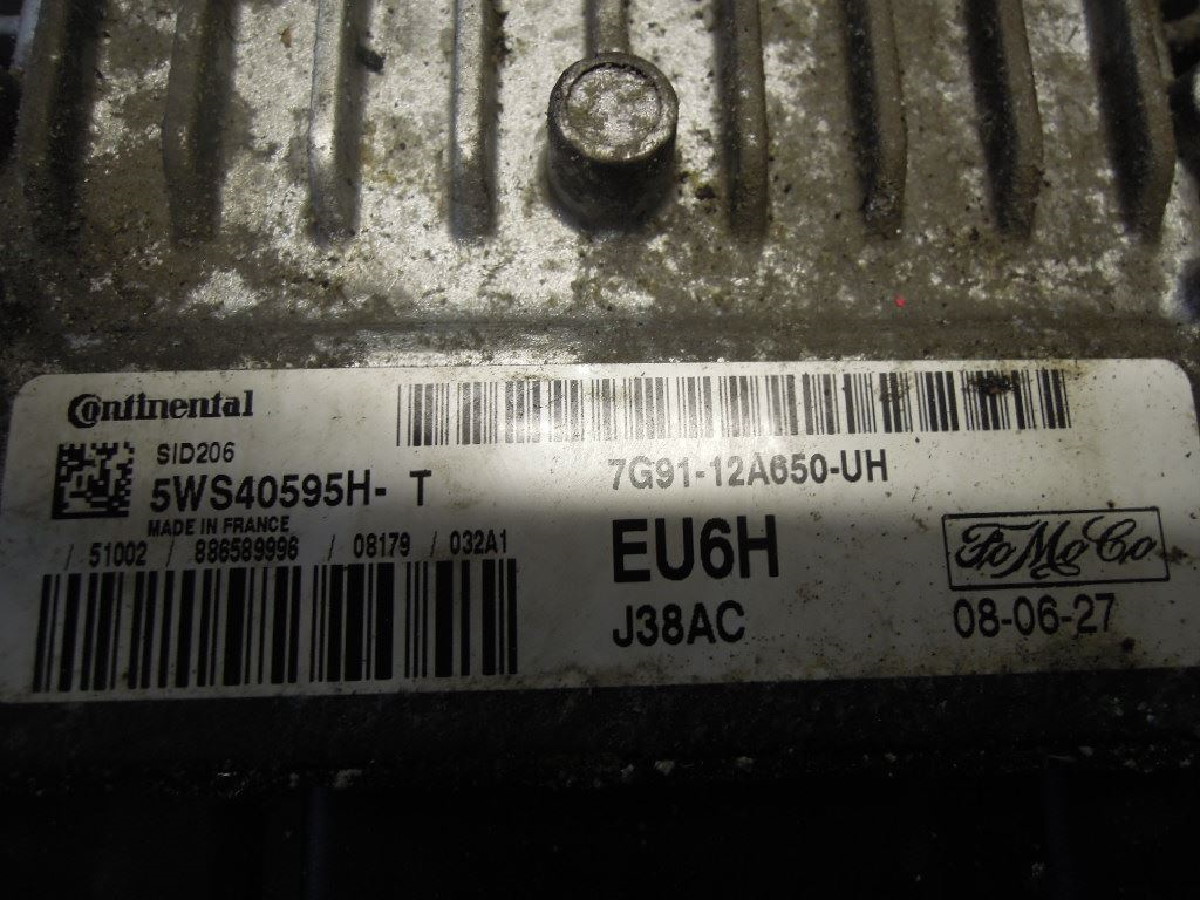 Continental
SID206
5WS40595H- T
MADE IN FRANCE
/ 51002 / 886589996 / 08179 / 032A1
7G91-12A650-UH
EU6H
J38AC
FoMoCo
08-06-27